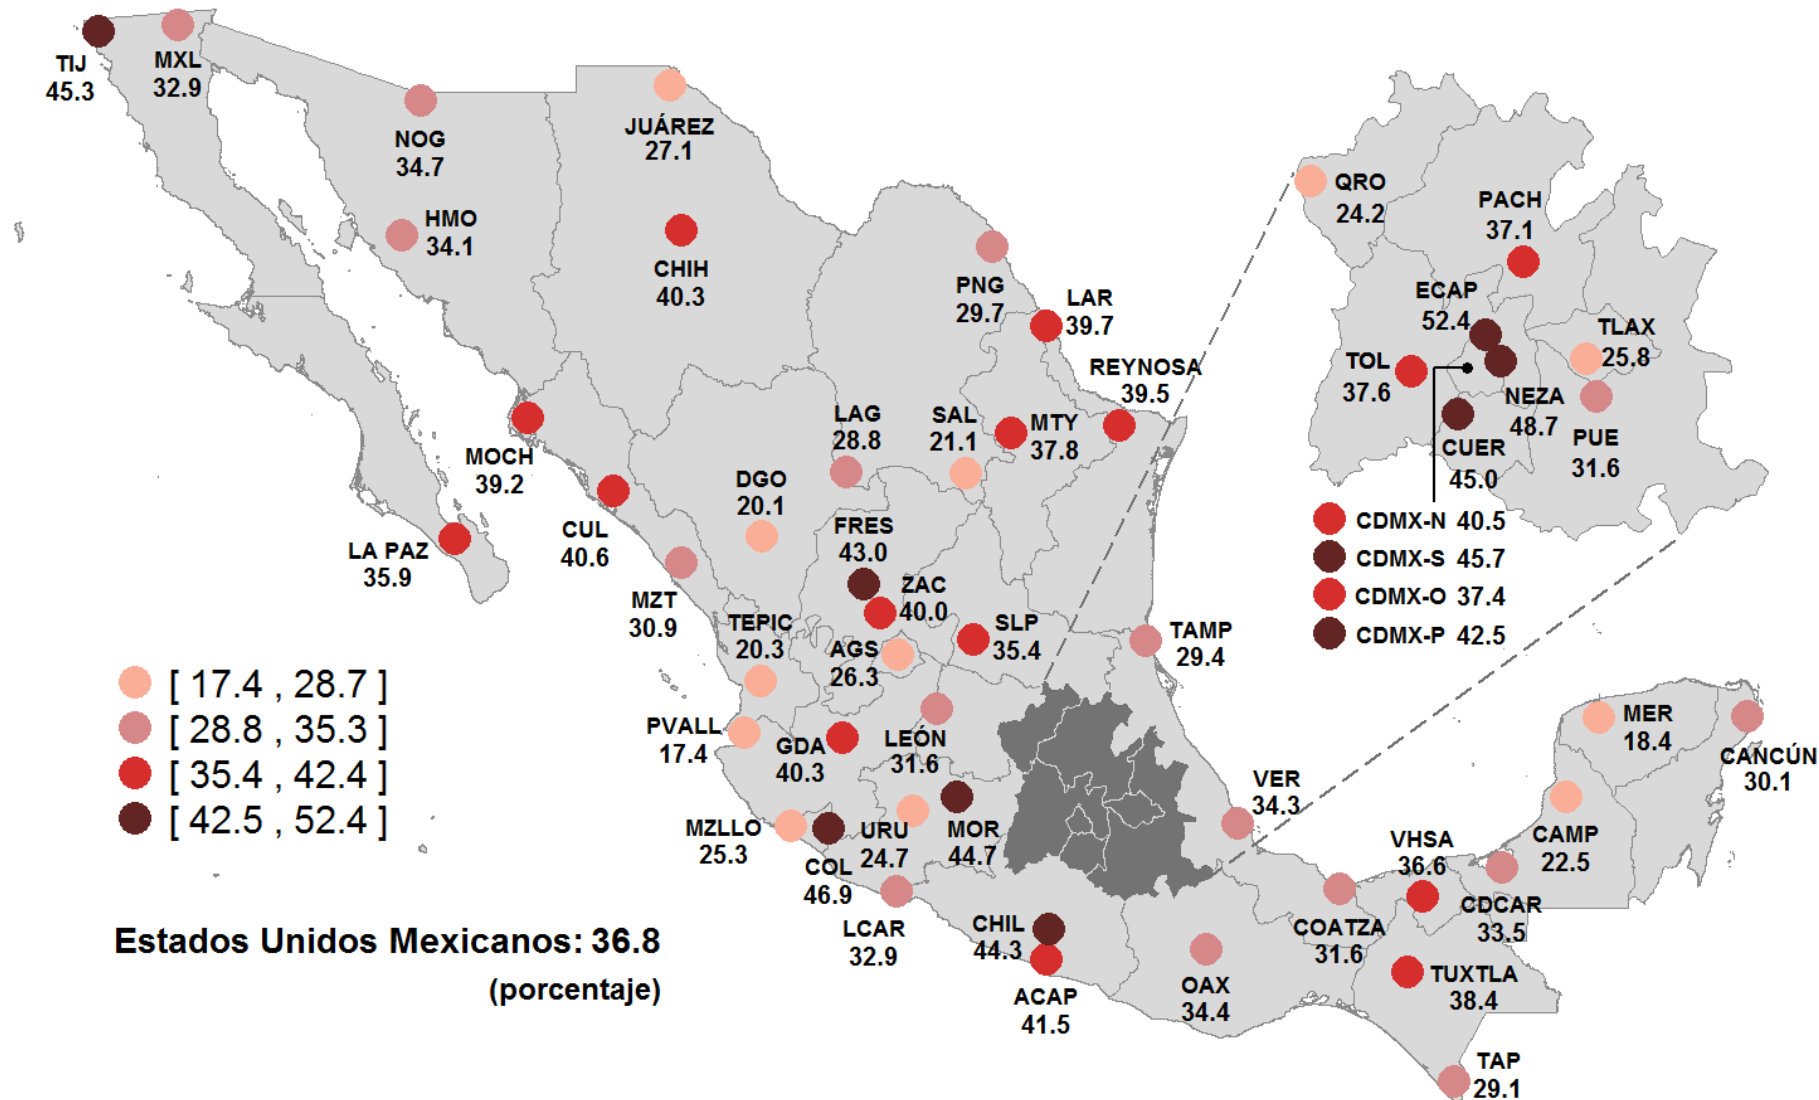 TIJ
45.3
MXL
32.9
NOG
34.7
HMO
34.1
JUÁREZ
27.1
CHIH
40.3
PNG
29.7
LAR
39.7
REYNOSA
39.5
MOCH
39.2
LA PAZ
35.9
CUL
40.6
MZT
30.9
LAG
28.8
SAL
21.1
MTY
37.8
DGO
20.1
FRES
43.0
ZAC
40.0
SLP
35.4
TAMP
29.4
TEPIC
20.3
AGS
26.3
PVALL
17.4
GDA
40.3
LEÓN
31.6
MZLLO
25.3
COL
46.9
URU
24.7
MOR
44.7
LCAR
32.9
CHIL
44.3
ACAP
41.5
OAX
34.4
VER
34.3
COATZA
31.6
VHSA
36.6
CDCAR
33.5
TUXTLA
38.4
TAP
29.1
MER
18.4
CANCÚN
30.1
CAMP
22.5
QRO
24.2
PACH
37.1
ECAP
52.4
TLAX
25.8
TOL
37.6
NEZA
48.7
PUE
31.6
CUER
45.0
CDMX-N 40.5
CDMX-S 45.7
CDMX-O 37.4
CDMX-P 42.5
[ 17.4 , 28.7 ]
[ 28.8 , 35.3 ]
[ 35.4 , 42.4 ]
[ 42.5 , 52.4 ]
Estados Unidos Mexicanos: 36.8
(porcentaje)